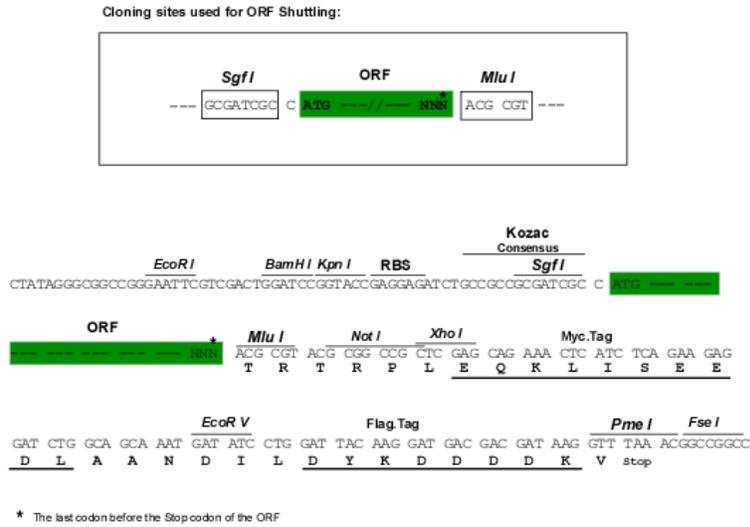 Cloning sites used for ORF Shuttling:
Sgf I ORF Mlu I
--- GCGATCGC C ATG ---//--- NNN* ACG CGT ---
Kozac
Consensus
EcoR I BamH I Kpn I RBS Sgf I
CTATAGGGCGGCCGGGAATTCGTCGACTGGATCCGGTACCGAGGAGATCTGCCGCCGCGATCGC C ATG --- ---
ORF Mlu I Not I Xho I Myc.Tag
--- --- --- --- --- --- NNN* ACG CGT ACG CGG CCG CTC GAG CAG AAA CTC ATC TCA GAA GAG
T R T R P L E Q K L I S E E
EcoR V Flag.Tag Pme I Fse I
GAT CTG GCA GCA AAT GAT ATC CTG GAT TAC AAG GAT GAC GAC GAT AAG GTT TAA ACGGCCGGCC
D L A A N D I L D Y K D D D D K V Stop
* The last codon before the Stop codon of the ORF